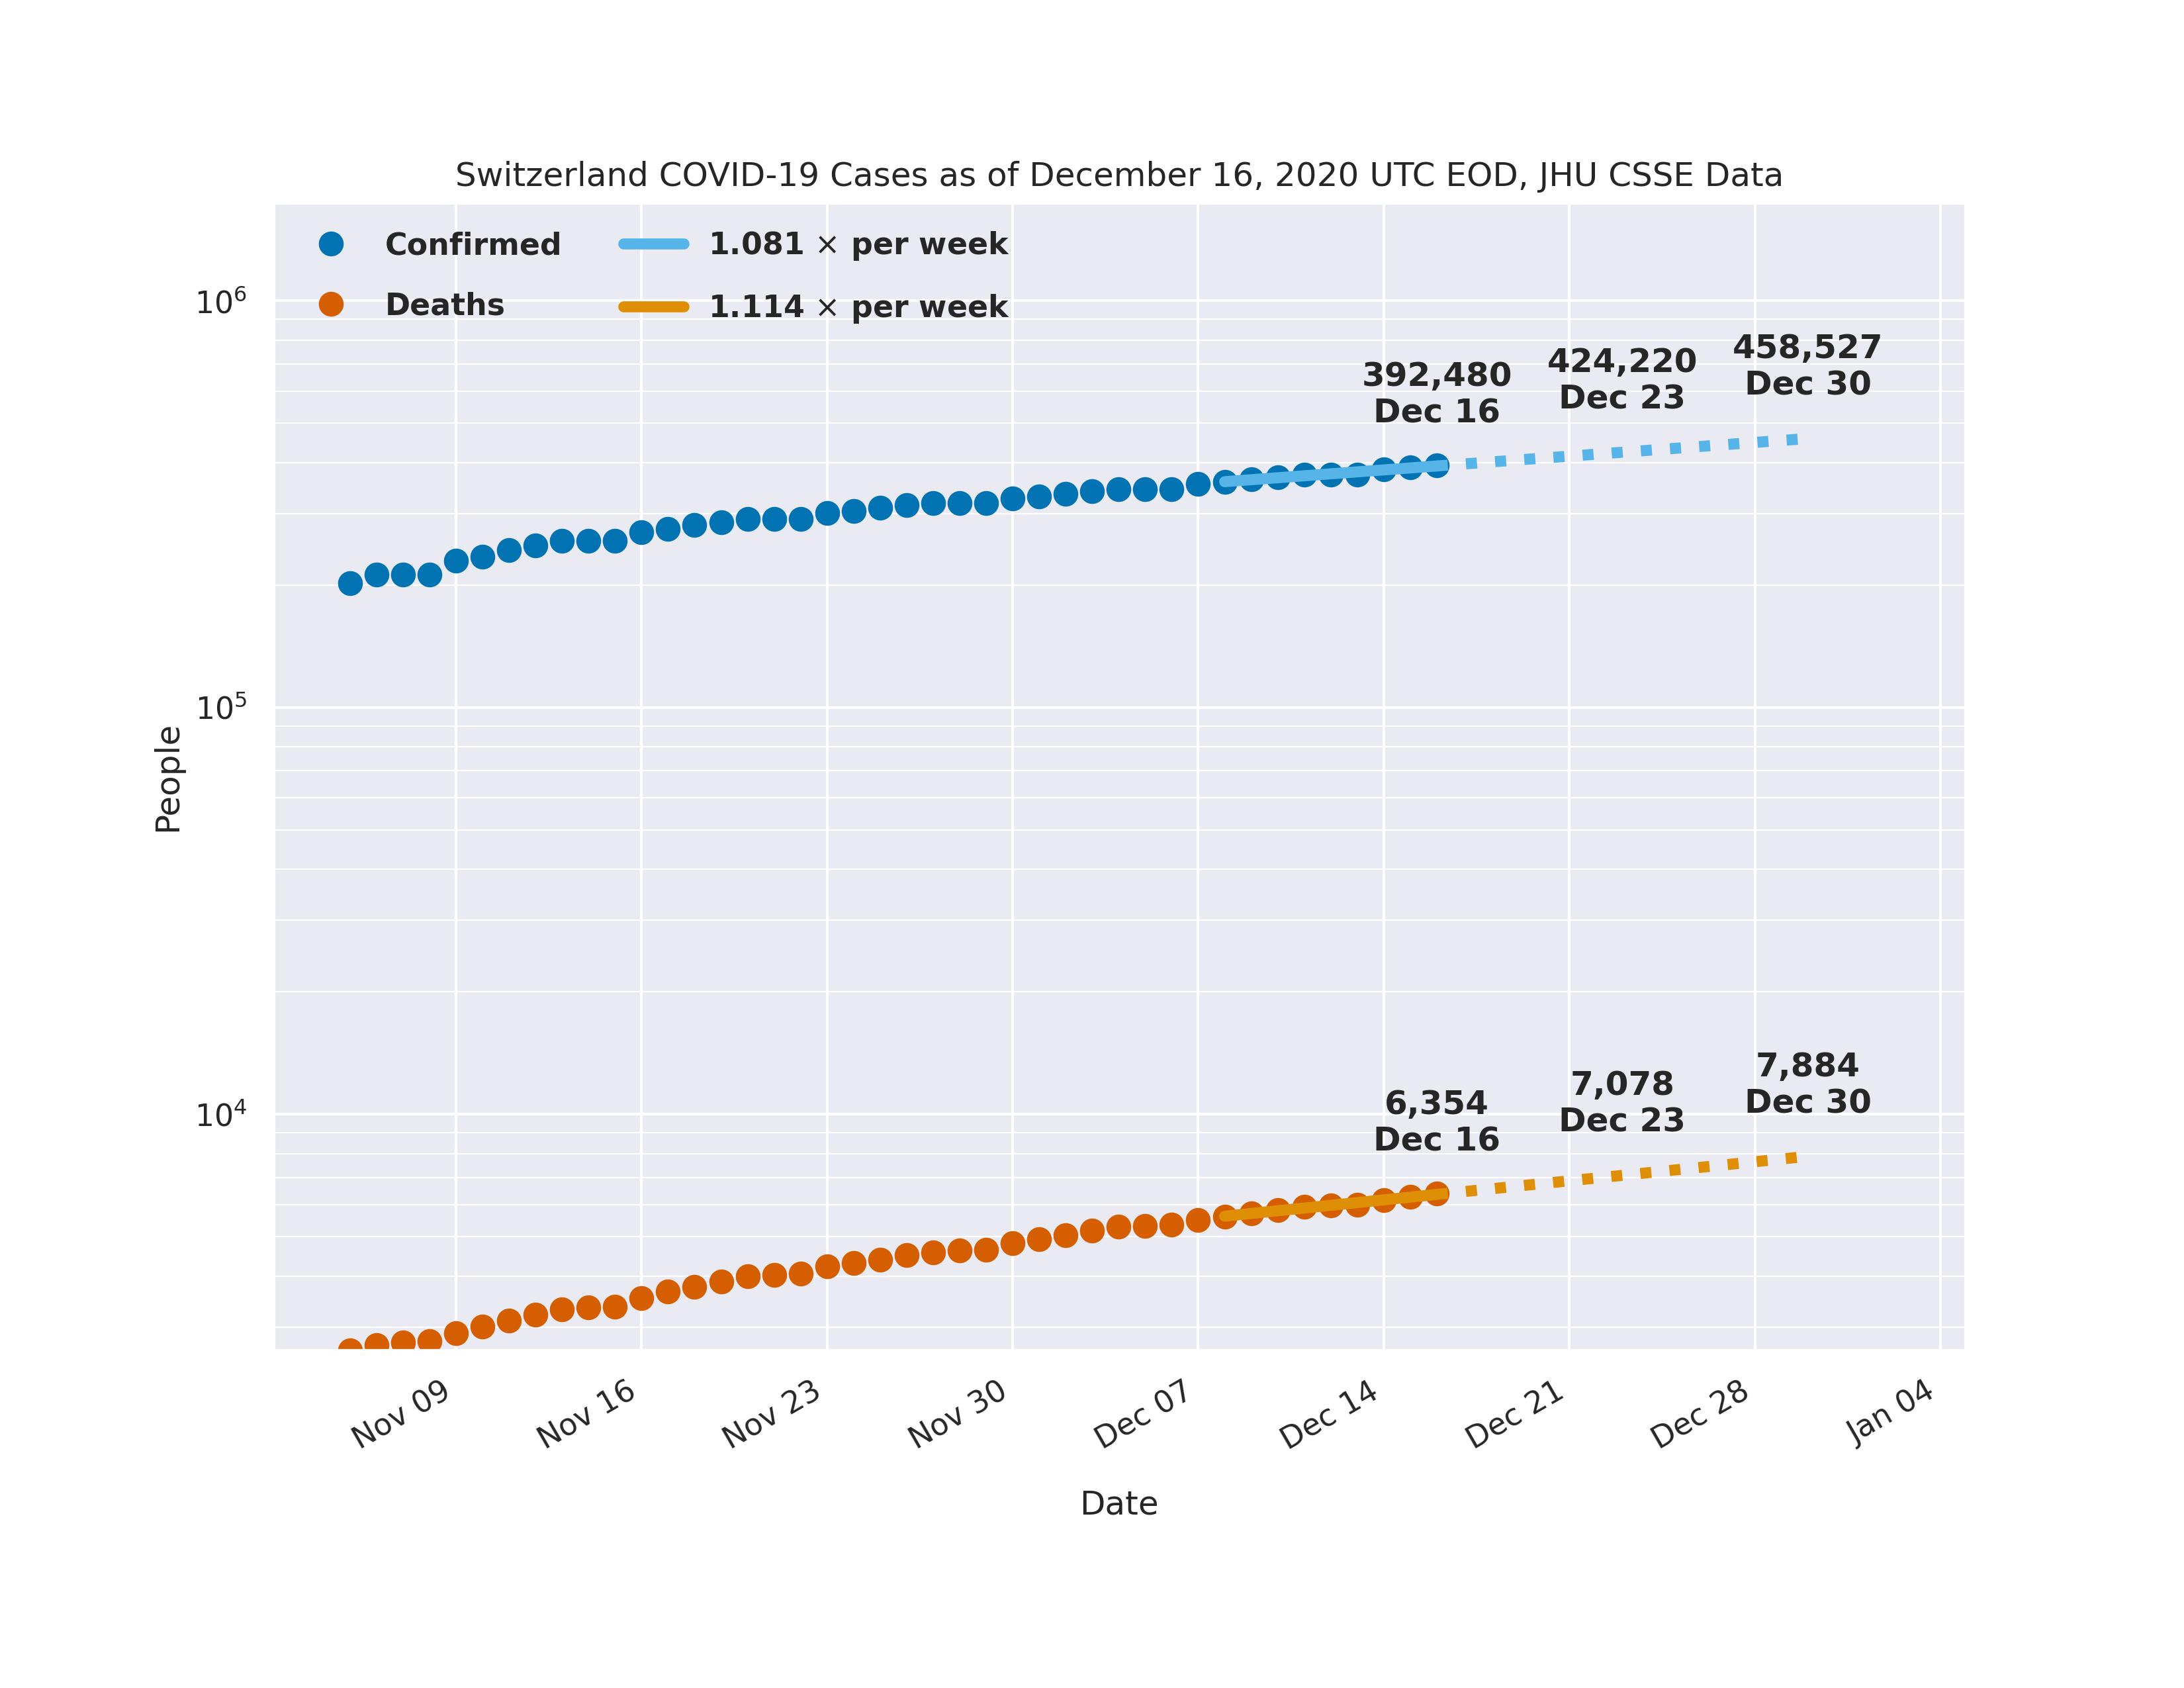 Switzerland COVID-19 Cases as of December 16, 2020 UTC EOD, JHU CSSE Data
Confirmed
Deaths
1.081 × per week
1.114 × per week
392,480
Dec 16
424,220
Dec 23
458,527
Dec 30
6,354
Dec 16
7,078
Dec 23
7,884
Dec 30
People
10⁶
10⁵
10⁴
Nov 09
Nov 16
Nov 23
Nov 30
Dec 07
Dec 14
Dec 21
Dec 28
Jan 04
Date